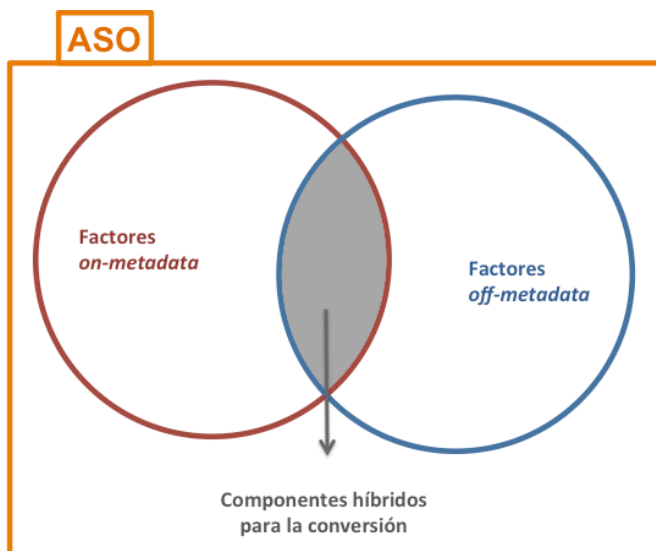 ASO
Factores
on-metadata
Factores
off-metadata
Componentes híbridos
para la conversión